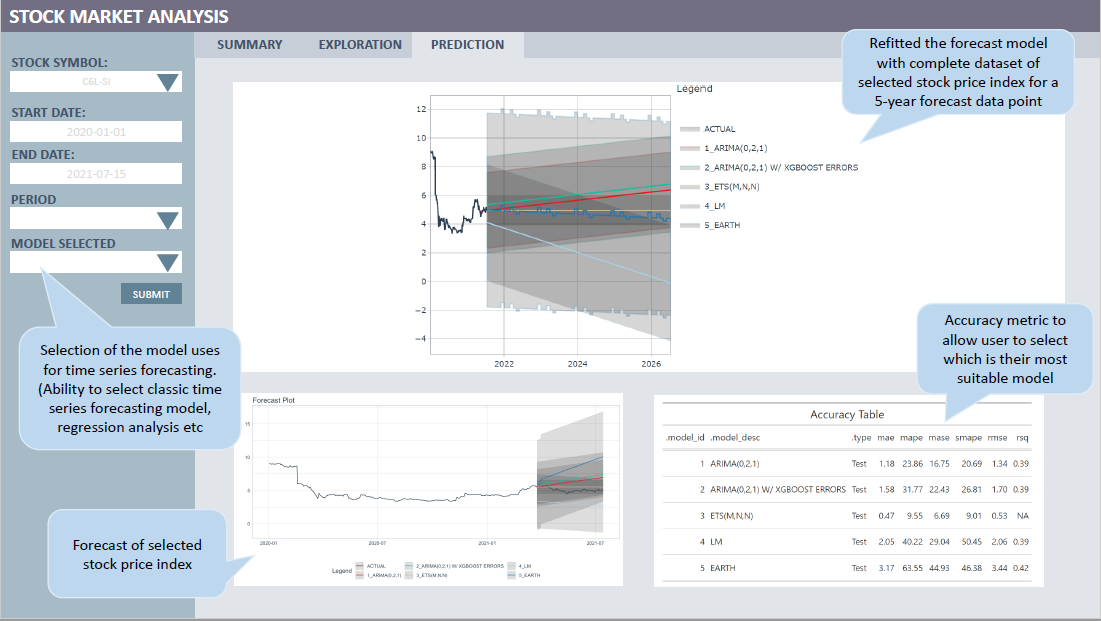 STOCK MARKET ANALYSIS
SUMMARY
EXPLORATION
PREDICTION
STOCK SYMBOL:
C6L-SI
START DATE:
2020-01-01
END DATE:
2021-07-15
PERIOD
MODEL SELECTED
SUBMIT
Selection of the model uses
for time series forecasting.
(Ability to select classic time
series forecasting model,
regression analysis etc
Forecast of selected
stock price index
Refitted the forecast model
with complete dataset of
selected stock price index for a
5-year forecast data point
Legend
ACTUAL
1_ARIMA(0,2,1)
2_ARIMA(0,2,1) W/ XGBOOST ERRORS
3_ETS(M,N,N)
4_LM
5_EARTH
12
10
8
6
4
2
0
−2
−4
2022 2024 2026
Accuracy metric to
allow user to select
which is their most
suitable model
Forecast Plot
15
10
5
0
2020-01 2020-07 2021-01 2021-07
Legend
ACTUAL 2_ARIMA(0,2,1) W/ XGBOOST ERRORS 4_LM
1_ARIMA(0,2,1) 3_ETS(M,N,N) 5_EARTH
Accuracy Table
.model_id .model_desc .type mae mape mase smape rmse rsq
1 ARIMA(0,2,1) Test 1.18 23.86 16.75 20.69 1.34 0.39
2 ARIMA(0,2,1) W/ XGBOOST ERRORS Test 1.58 31.77 22.43 26.81 1.70 0.39
3 ETS(M,N,N) Test 0.47 9.55 6.69 9.01 0.53 NA
4 LM Test 2.05 40.22 29.04 50.45 2.06 0.39
5 EARTH Test 3.17 63.55 44.93 46.38 3.44 0.42